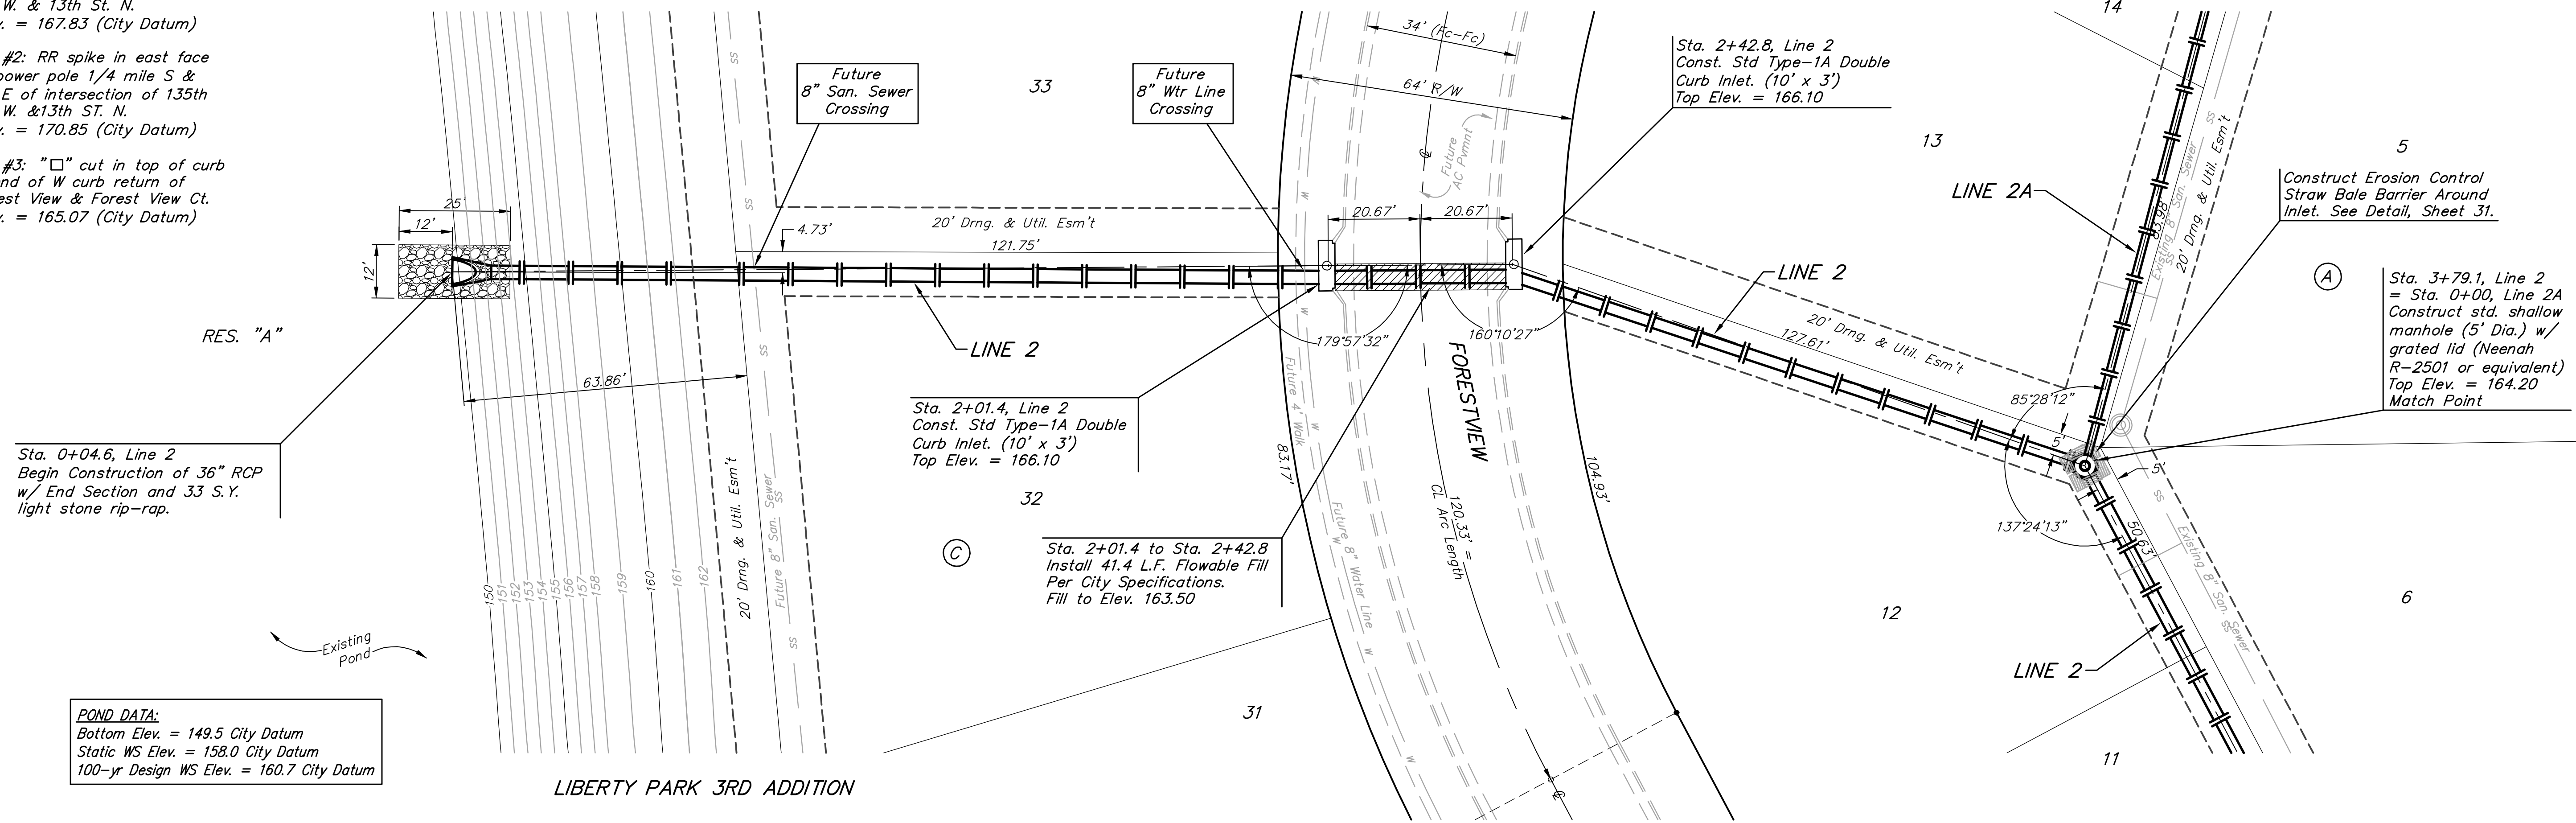 W. & 13th St. N.
= 167.83 (City Datum)
#2: RR spike in east face
power pole 1/4 mile S &
E of intersection of 135th
W. &13th ST. N.
= 170.85 (City Datum)
#3: "□" cut in top of curb
end of W curb return of
Forest View & Forest View Ct.
= 165.07 (City Datum)
25'
12'
12'
RES. "A"
Sta. 0+04.6, Line 2
Begin Construction of 36" RCP
w/ End Section and 33 S.Y.
light stone rip-rap.
Existing
Pond
POND DATA:
Bottom Elev. = 149.5 City Datum
Static WS Elev. = 158.0 City Datum
100-yr Design WS Elev. = 160.7 City Datum
LIBERTY PARK 3RD ADDITION
150
151
152
153
154
155
156
157
158
159
160
161
162
63.86'
20' Drng. & Util. Esm't
Future 8" San. Sewer
SS
SS
SS
SS
SS
Future
8" San. Sewer
Crossing
33
Future
8" Wtr Line
Crossing
4.73'
20' Drng. & Util. Esm't
121.75'
LINE 2
Sta. 2+01.4, Line 2
Const. Std Type-1A Double
Curb Inlet. (10' x 3')
Top Elev. = 166.10
32
C
Sta. 2+01.4 to Sta. 2+42.8
Install 41.4 L.F. Flowable Fill
Per City Specifications.
Fill to Elev. 163.50
31
34' (Fc-Fc)
64' R/W
Future
AC Pvmnt
20.67'
20.67'
179°57'32"
160°10'27"
FORESTVIEW
Future 4' Walk
83.17'
Future 8" Water Line
W
W
W
W
W
W
120.33' =
CL Arc Length
104.93'
Sta. 2+42.8, Line 2
Const. Std Type-1A Double
Curb Inlet. (10' x 3')
Top Elev. = 166.10
13
14
LINE 2
20' Drng. & Util. Esm't
127.61'
LINE 2A
83.98'
Existing 8" San. Sewer
SS
SS
20' Drng. & Util. Esm't
5
Construct Erosion Control
Straw Bale Barrier Around
Inlet. See Detail, Sheet 31.
A
Sta. 3+79.1, Line 2
= Sta. 0+00, Line 2A
Construct std. shallow
manhole (5' Dia.) w/
grated lid (Neenah
R-2501 or equivalent)
Top Elev. = 164.20
Match Point
85°28'12"
5'
5'
137°24'13"
50.63'
SS
Existing 8" San. Sewer
SS
12
6
LINE 2
11